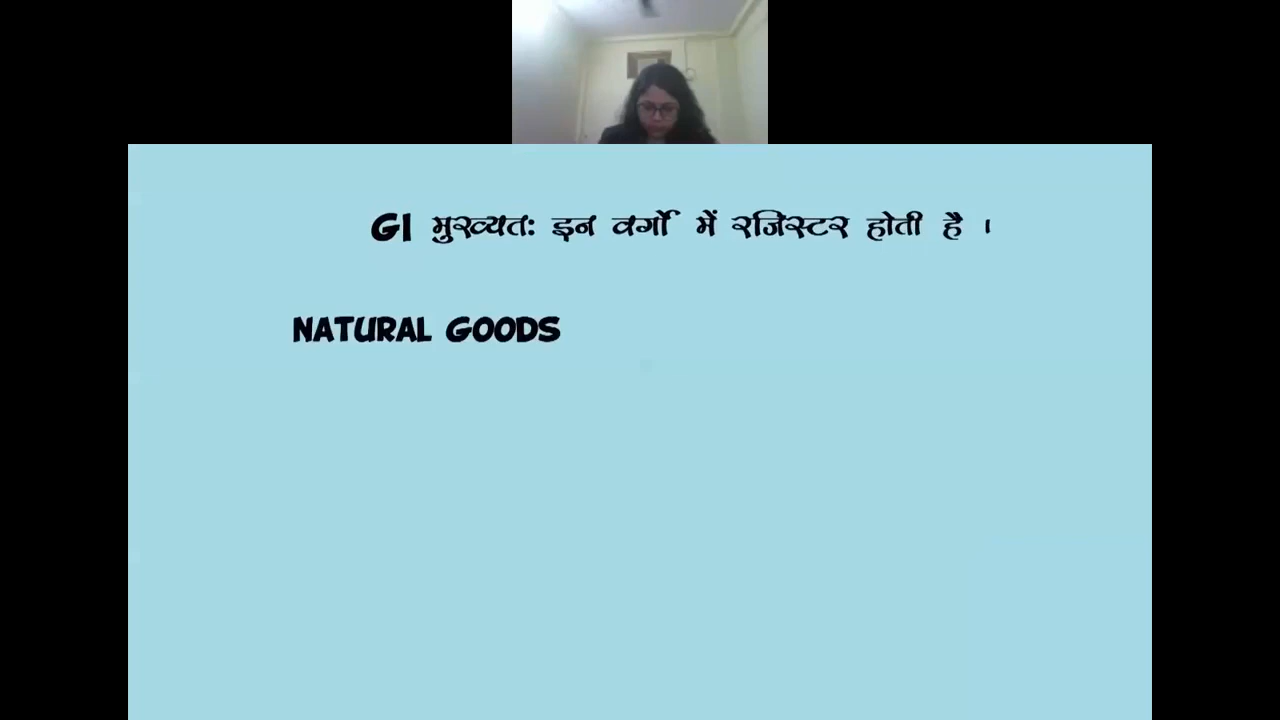 GI मुख्यतः इन वर्गो में रजिस्टर होती है ।
NATURAL GOODS